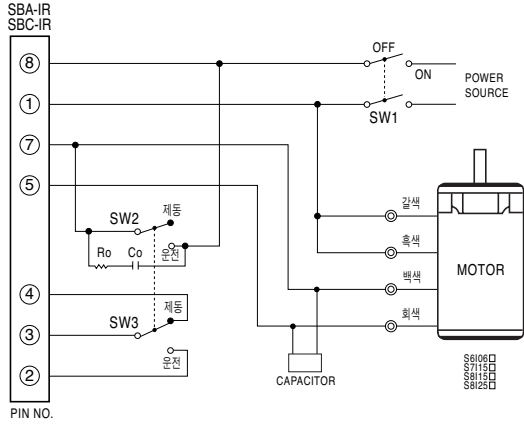 SBA-IR
SBC-IR
8
OFF
ON
POWER
SOURCE
1
SW1
7
5
제동
갈색
SW2
운전
흑색
Ro
Co
MOTOR
백색
4
제동
회색
SW3
3
운전
2
CAPACITOR
S6I06□
S7I15□
S8I15□
S8I25□
PIN NO.